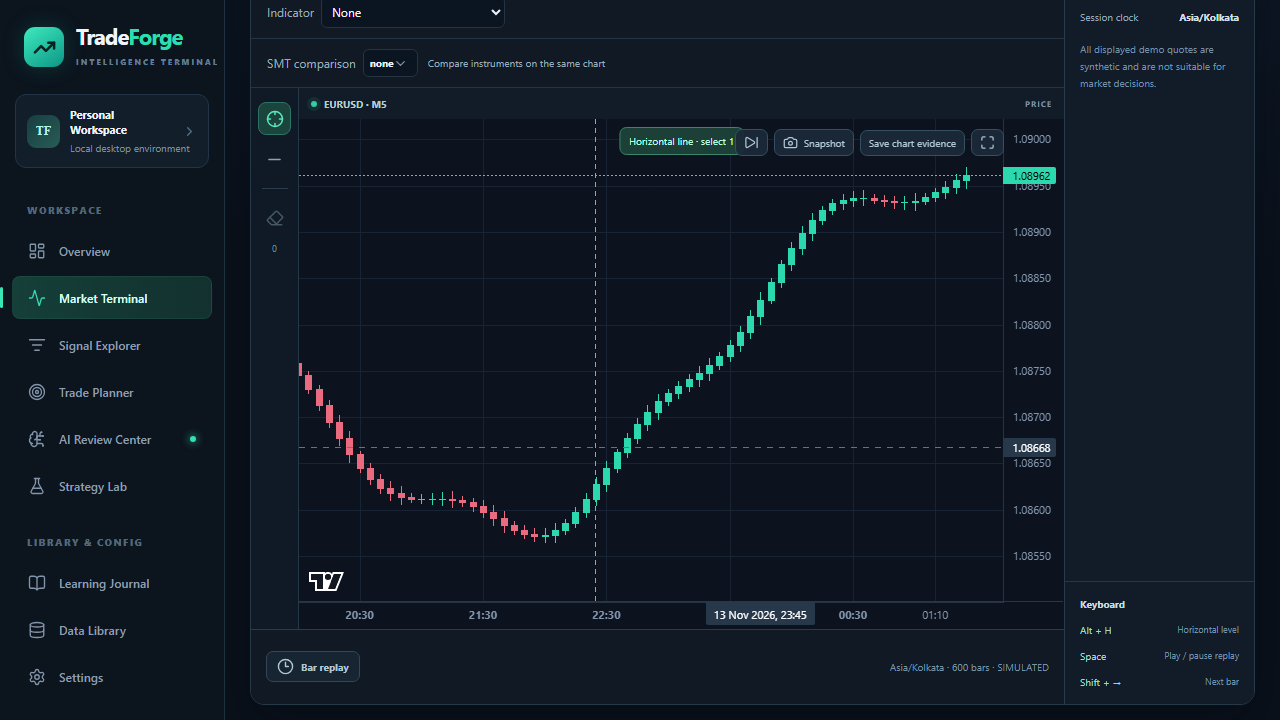 TradeForge
INTELLIGENCE TERMINAL
TF
Personal
Workspace
Local desktop environment
WORKSPACE
Overview
Market Terminal
Signal Explorer
Trade Planner
AI Review Center
Strategy Lab
LIBRARY & CONFIG
Learning Journal
Data Library
Settings
Indicator
None
SMT comparison
none
Compare instruments on the same chart
EURUSD · M5
PRICE
0
Horizontal line · select 1
Snapshot
Save chart evidence
1.09000
1.08962
1.08950
1.08900
1.08850
1.08800
1.08750
1.08700
1.08668
1.08650
1.08600
1.08550
20:30
21:30
22:30
13 Nov 2026, 23:45
00:30
01:10
Bar replay
Asia/Kolkata · 600 bars · SIMULATED
Session clock
Asia/Kolkata
All displayed demo quotes are
synthetic and are not suitable for
market decisions.
Keyboard
Alt + H
Horizontal level
Space
Play / pause replay
Shift + →
Next bar